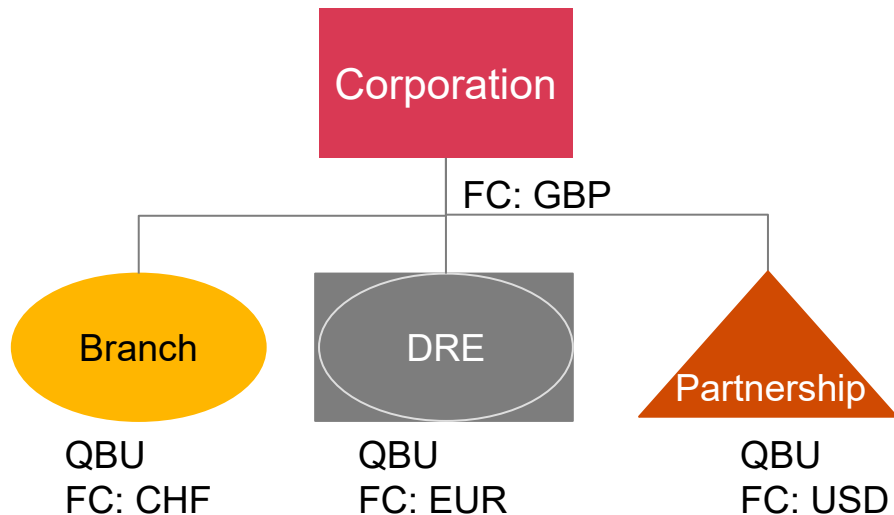 Corporation
FC: GBP
Branch
DRE
Partnership
QBU
FC: CHF
QBU
FC: EUR
QBU
FC: USD